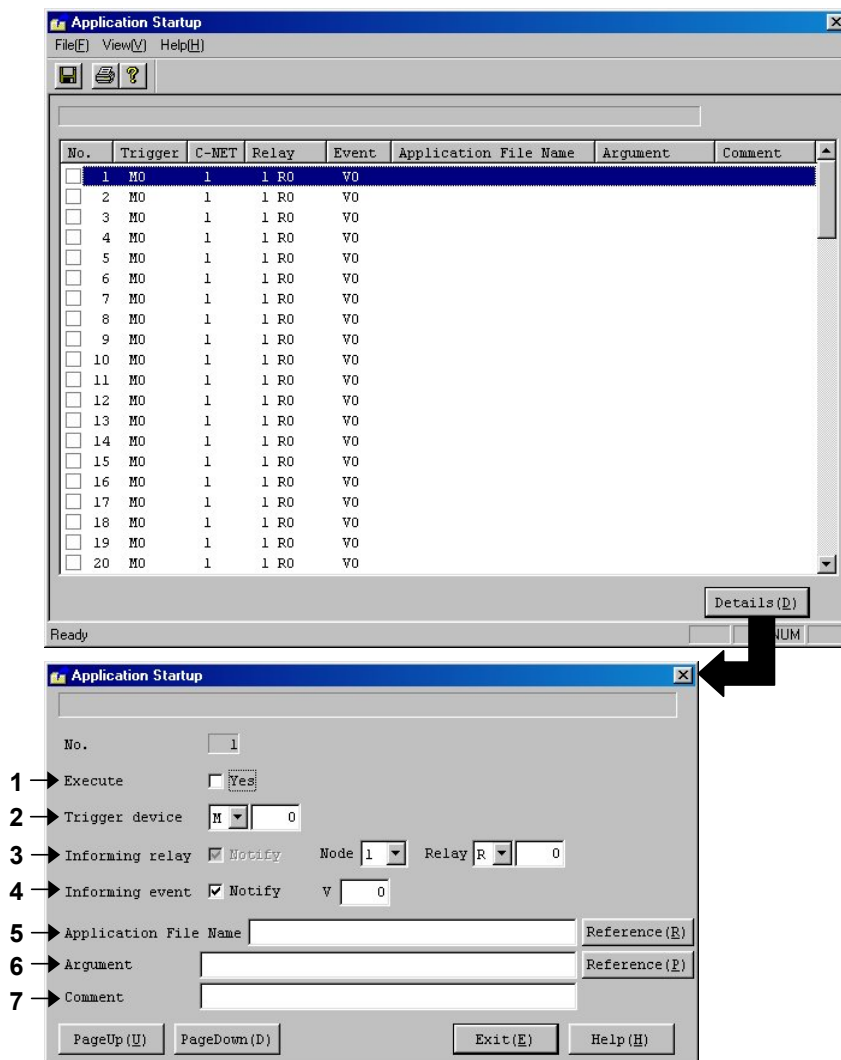 Application Startup
File(F) View(V) Help(H)
No. Trigger C-NET Relay Event Application File Name Argument Comment
1 M0 1 1 R0 V0
2 M0 1 1 R0 V0
3 M0 1 1 R0 V0
4 M0 1 1 R0 V0
5 M0 1 1 R0 V0
6 M0 1 1 R0 V0
7 M0 1 1 R0 V0
8 M0 1 1 R0 V0
9 M0 1 1 R0 V0
10 M0 1 1 R0 V0
11 M0 1 1 R0 V0
12 M0 1 1 R0 V0
13 M0 1 1 R0 V0
14 M0 1 1 R0 V0
15 M0 1 1 R0 V0
16 M0 1 1 R0 V0
17 M0 1 1 R0 V0
18 M0 1 1 R0 V0
19 M0 1 1 R0 V0
20 M0 1 1 R0 V0
Details(D)
Ready NUM
Application Startup
No. 1
1 Execute Yes
2 Trigger device M 0
3 Informing relay Notify Node 1 Relay R 0
4 Informing event Notify V 0
5 Application File Name Reference(R)
6 Argument Reference(P)
7 Comment
PageUp(U) PageDown(D) Exit(E) Help(H)